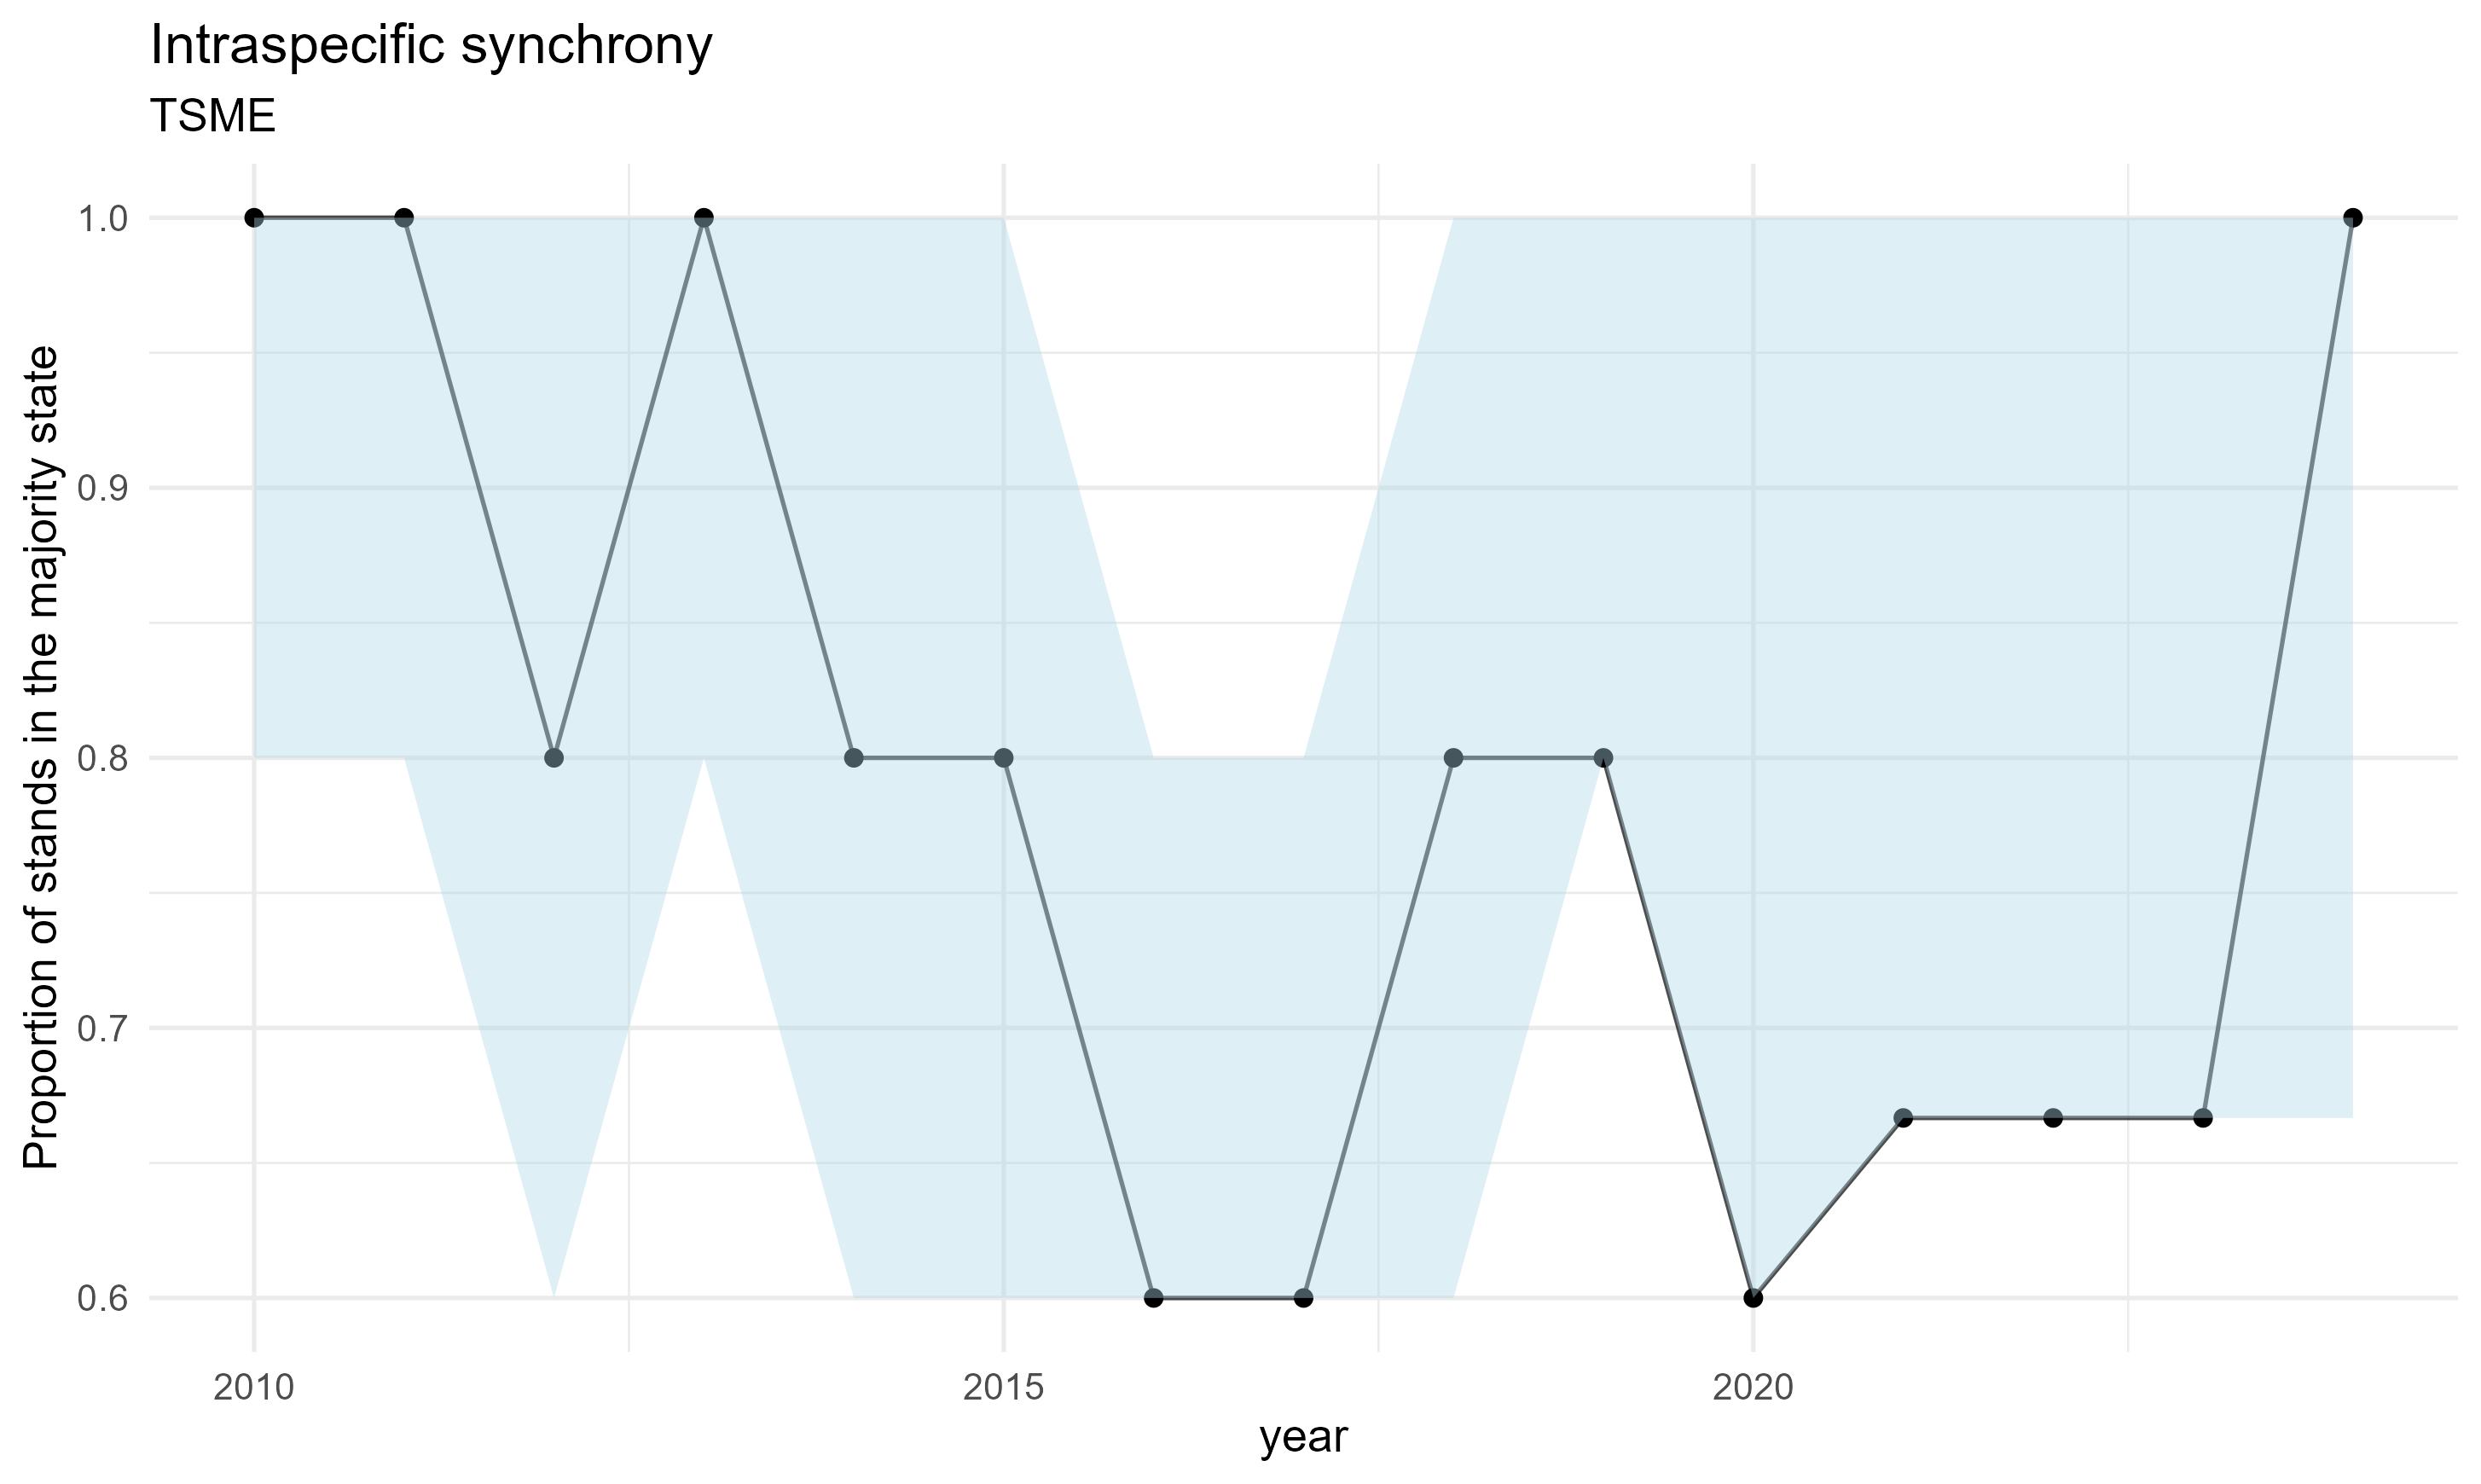 Intraspecific synchrony
TSME
Proportion of stands in the majority state
1.0
0.9
0.8
0.7
0.6
2010
2015
2020
year